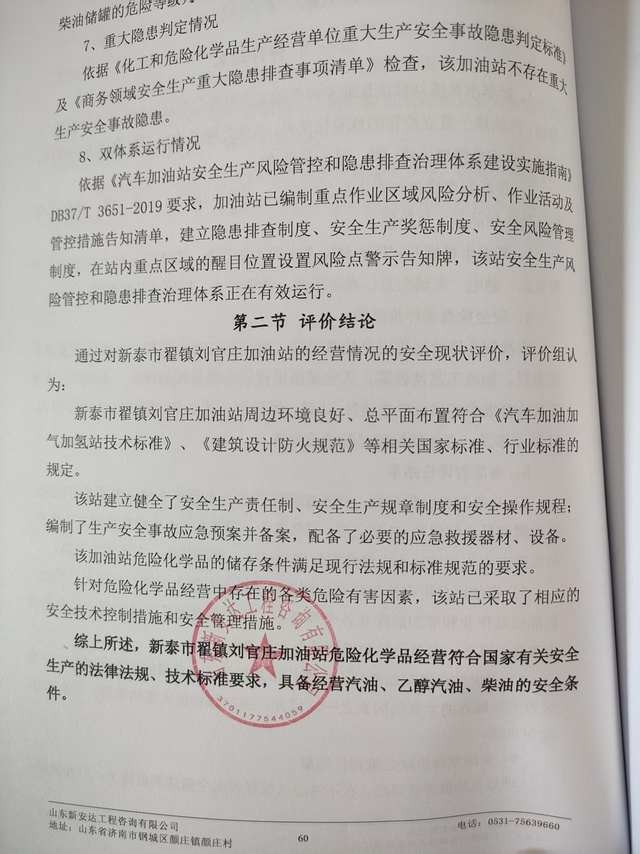 柴油储罐的危险等级为
7、重大隐患判定情况
依据《化工和危险化学品生产经营单位重大生产安全事故隐患判定标准》
及《商务领域安全生产重大隐患排查事项清单》检查，该加油站不存在重大
生产安全事故隐患。
8、双体系运行情况
依据《汽车加油站安全生产风险管控和隐患排查治理体系建设实施指南》
DB37/T 3651-2019 要求，加油站已编制重点作业区域风险分析、作业活动及
管控措施告知清单，建立隐患排查制度、安全生产奖惩制度、安全风险管理
制度，在站内重点区域的醒目位置设置风险点警示告知牌，该站安全生产风
险管控和隐患排查治理体系正在有效运行。
第二节 评价结论
通过对新泰市翟镇刘官庄加油站的经营情况的安全现状评价，评价组认
为：
新泰市翟镇刘官庄加油站周边环境良好、总平面布置符合《汽车加油加
气加氢站技术标准》、《建筑设计防火规范》等相关国家标准、行业标准的
规定。
该站建立健全了安全生产责任制、安全生产规章制度和安全操作规程；
编制了生产安全事故应急预案并备案，配备了必要的应急救援器材、设备。
该加油站危险化学品的储存条件满足现行法规和标准规范的要求。
针对危险化学品经营中存在的各类危险有害因素，该站已采取了相应的
安全技术控制措施和安全管理措施。
综上所述，新泰市翟镇刘官庄加油站危险化学品经营符合国家有关安全
生产的法律法规、技术标准要求，具备经营汽油、乙醇汽油、柴油的安全条
件。
山东新安达工程咨询有限公司
3701177544059
山东新安达工程咨询有限公司
地址：山东省济南市钢城区颜庄镇颜庄村
60
电话：0531-75639660